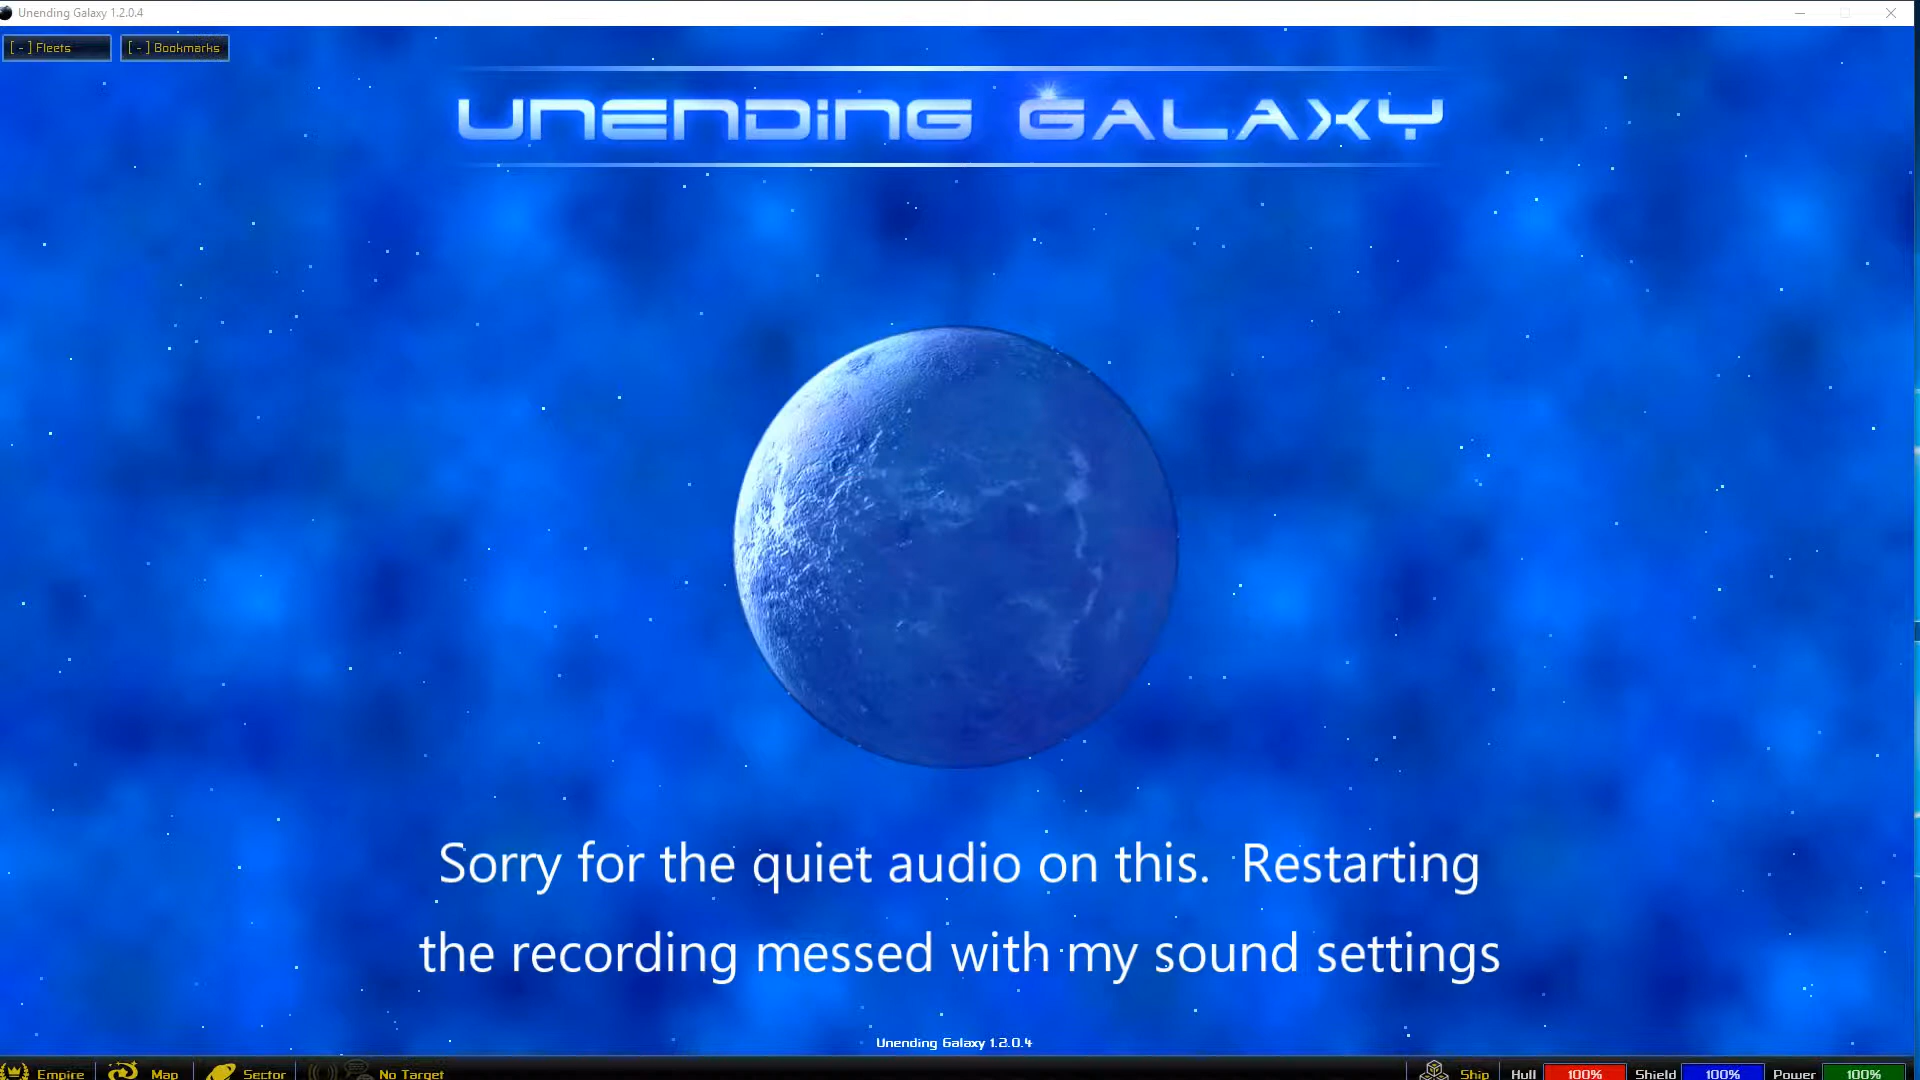 Unending Galaxy 1.2.0.4
[ - ] Fleets [ - ] Bookmarks
UNENDING GALAXY
Sorry for the quiet audio on this. Restarting
the recording messed with my sound settings
Unending Galaxy 1.2.0.4
Empire Map Sector No Target Ship Hull 100% Shield 100% Power 100%